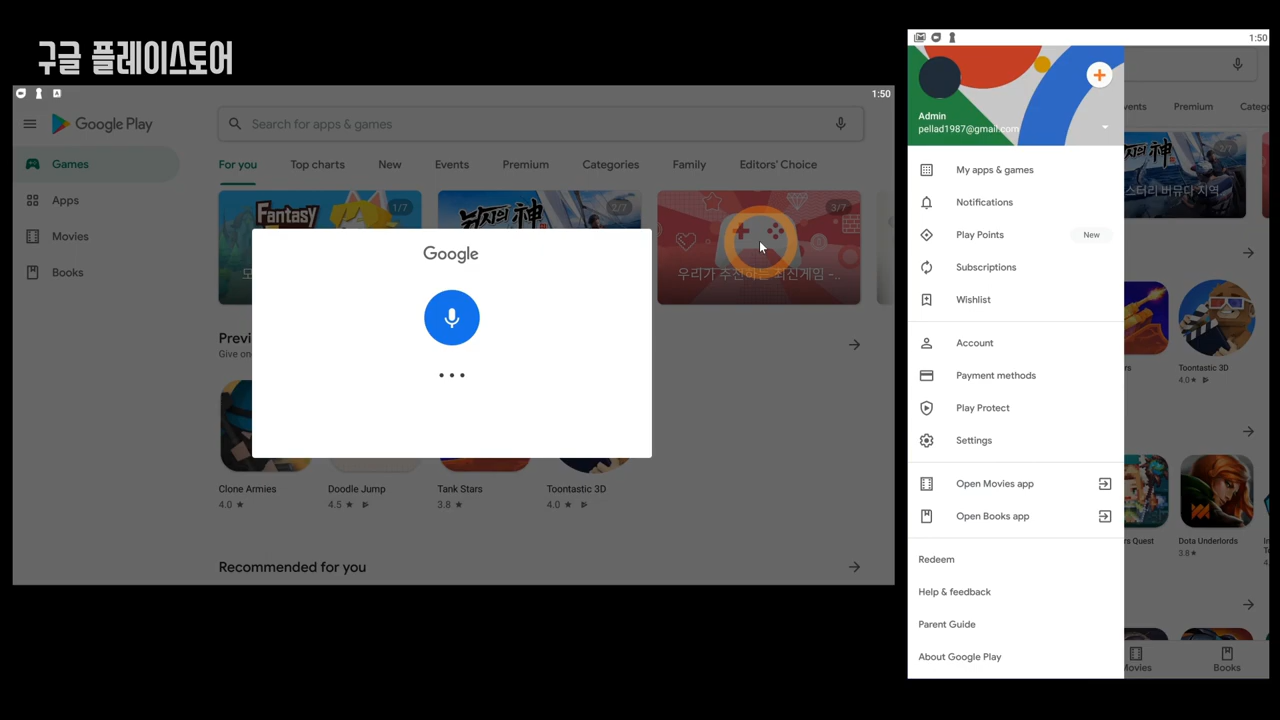 구글 플레이스토어
1:50
Google Play
Search for apps & games
Games
Apps
Movies
Books
For you
Top charts
New
Events
Premium
Categories
Family
Editors' Choice
Fantasy
1/7
2/7
3/7
우리가 추천하는 최신게임 -..
Google
Clone Armies
4.0
Doodle Jump
4.5
Tank Stars
3.8
Toontastic 3D
4.0
Recommended for you
1:50
Admin
pellad1987@gmail.com
My apps & games
Notifications
Play Points
New
Subscriptions
Wishlist
Account
Payment methods
Play Protect
Settings
Open Movies app
Open Books app
Redeem
Help & feedback
Parent Guide
About Google Play
Premium
2/7
Toontastic 3D
4.0
Dota Underlords
3.8
Books